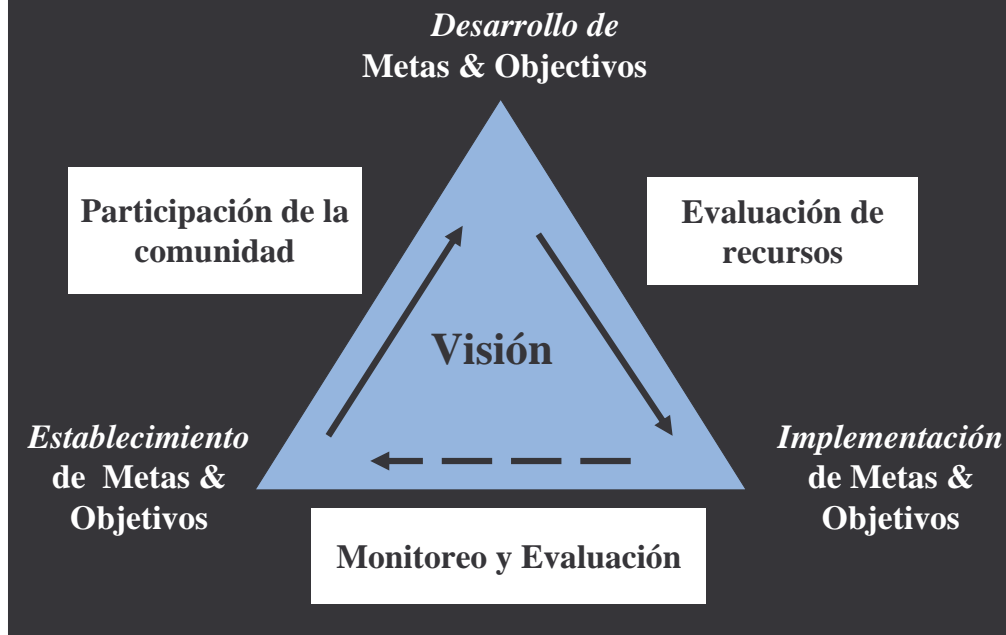 Desarrollo de
Metas & Objectivos
Participación de la
comunidad
Evaluación de
recursos
Visión
Establecimiento
de Metas &
Objetivos
Implementación
de Metas &
Objetivos
Monitoreo y Evaluación